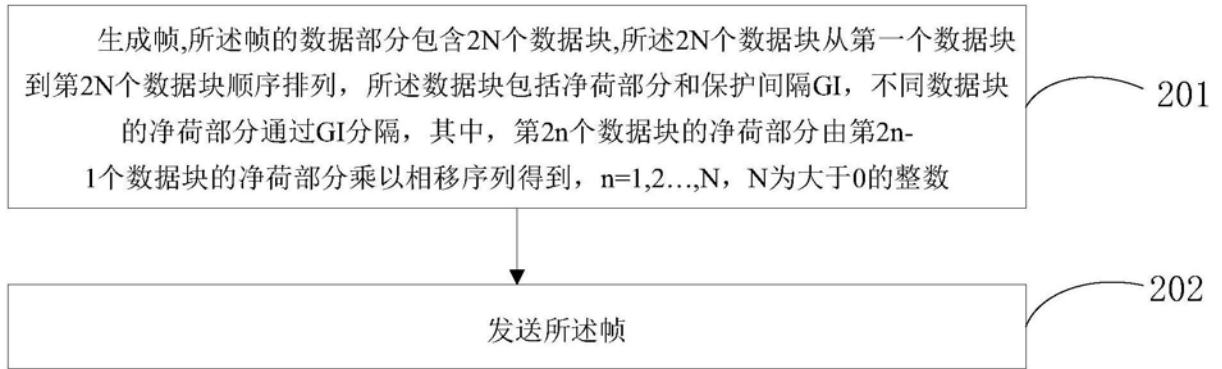 生成帧,所述帧的数据部分包含2N个数据块,所述2N个数据块从第一个数据块
到第2N个数据块顺序排列，所述数据块包括净荷部分和保护间隔GI，不同数据块
的净荷部分通过GI分隔，其中，第2n个数据块的净荷部分由第2n-
1个数据块的净荷部分乘以相移序列得到，n=1,2…,N，N为大于0的整数
201
发送所述帧
202